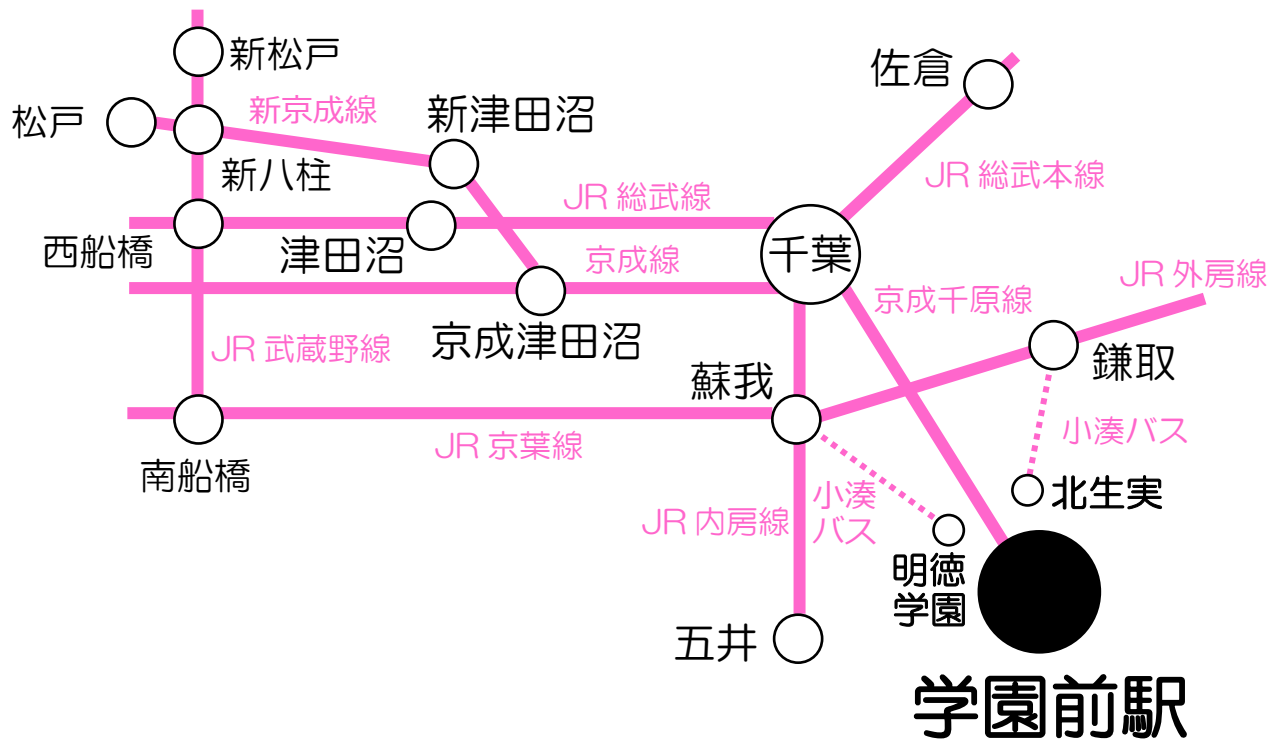 新松戸
佐倉
松戸
新京成線
新津田沼
新八柱
JR 総武本線
JR 総武線
西船橋
津田沼
千葉
京成線
JR 外房線
京成千原線
JR 武蔵野線
京成津田沼
鎌取
蘇我
小湊バス
JR 京葉線
南船橋
北生実
小湊
バス
JR 内房線
明徳
学園
五井
学園前駅